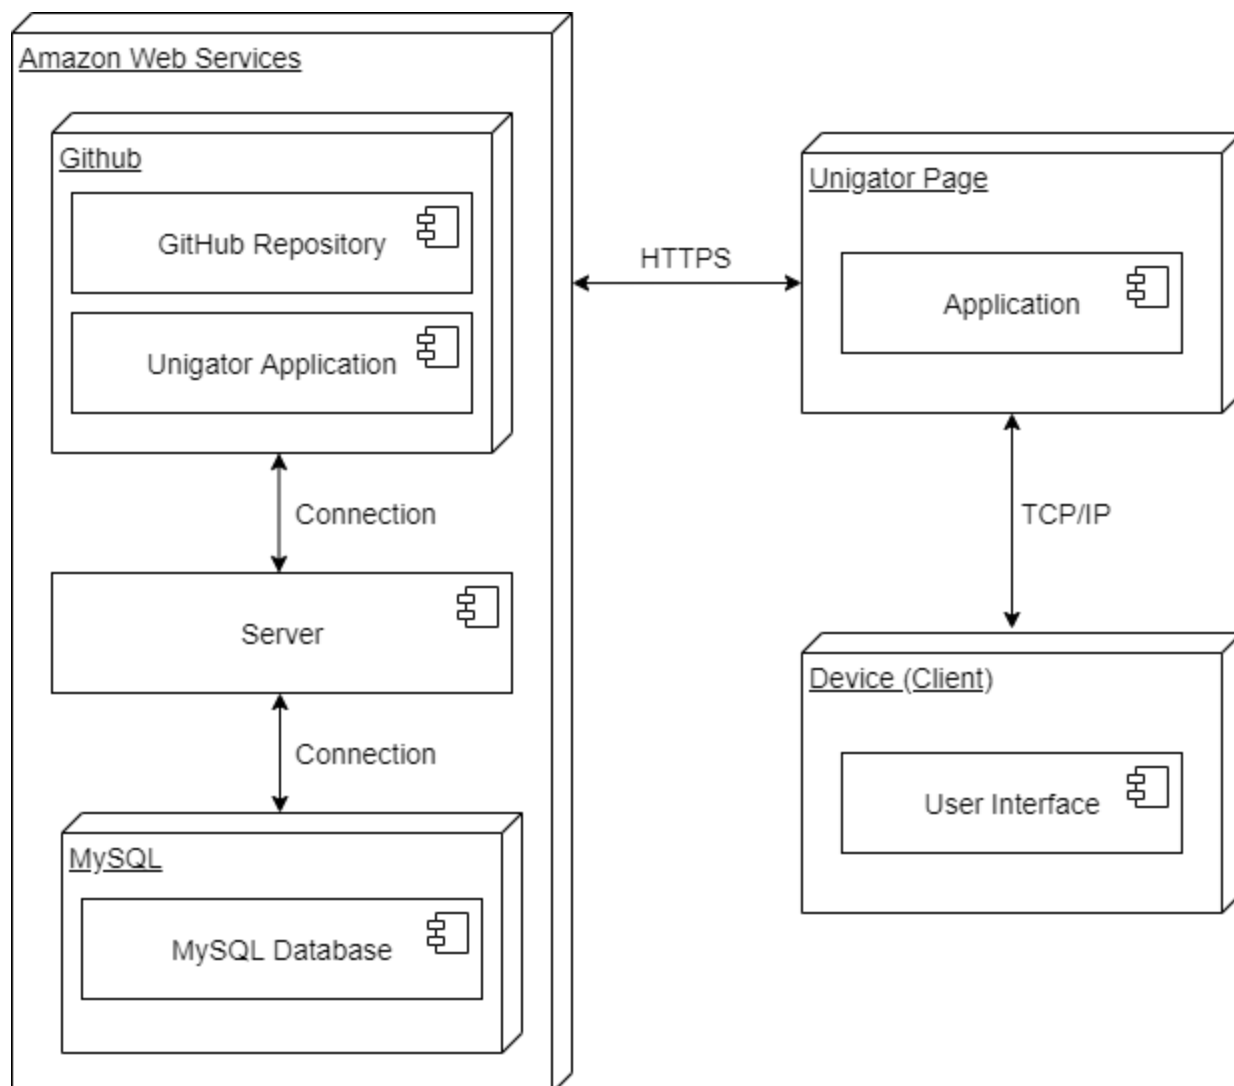 Amazon Web Services
Github
GitHub Repository
Unigator Application
Connection
Server
Connection
MySQL
MySQL Database
HTTPS
Unigator Page
Application
TCP/IP
Device (Client)
User Interface